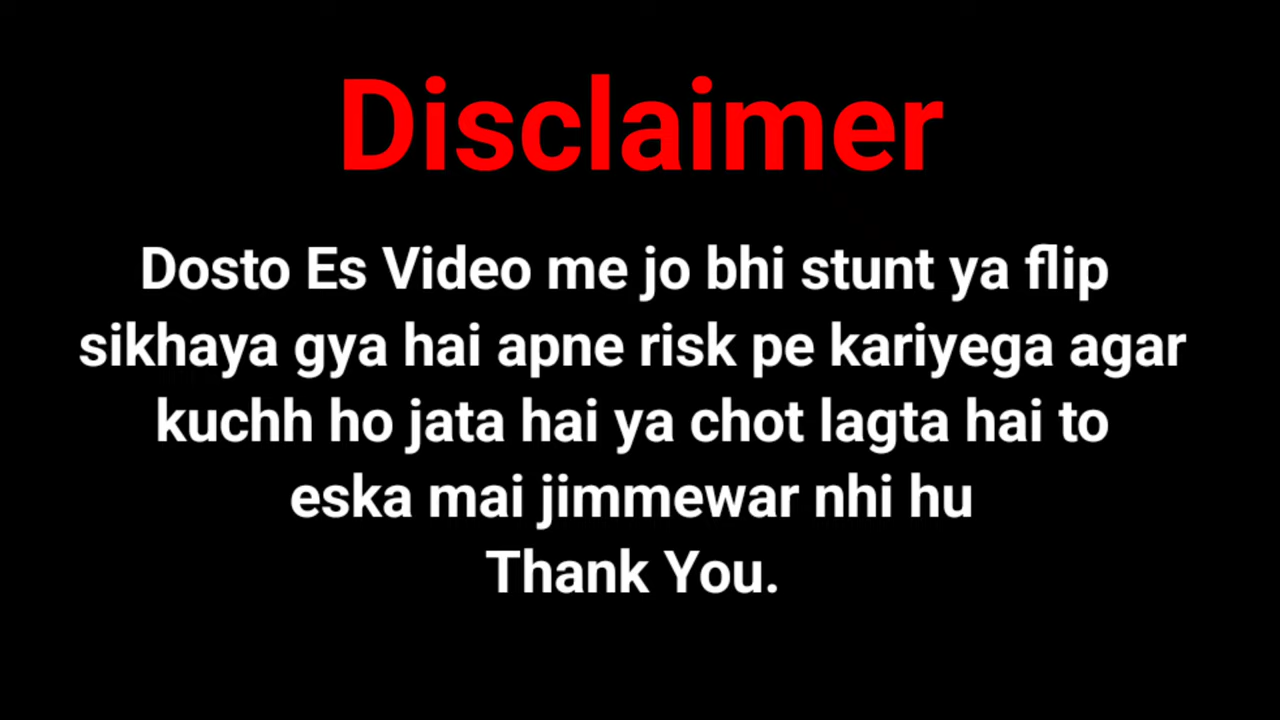 Disclaimer
Dosto Es Video me jo bhi stunt ya flip
sikhaya gya hai apne risk pe kariyega agar
kuchh ho jata hai ya chot lagta hai to
eska mai jimmewar nhi hu
Thank You.